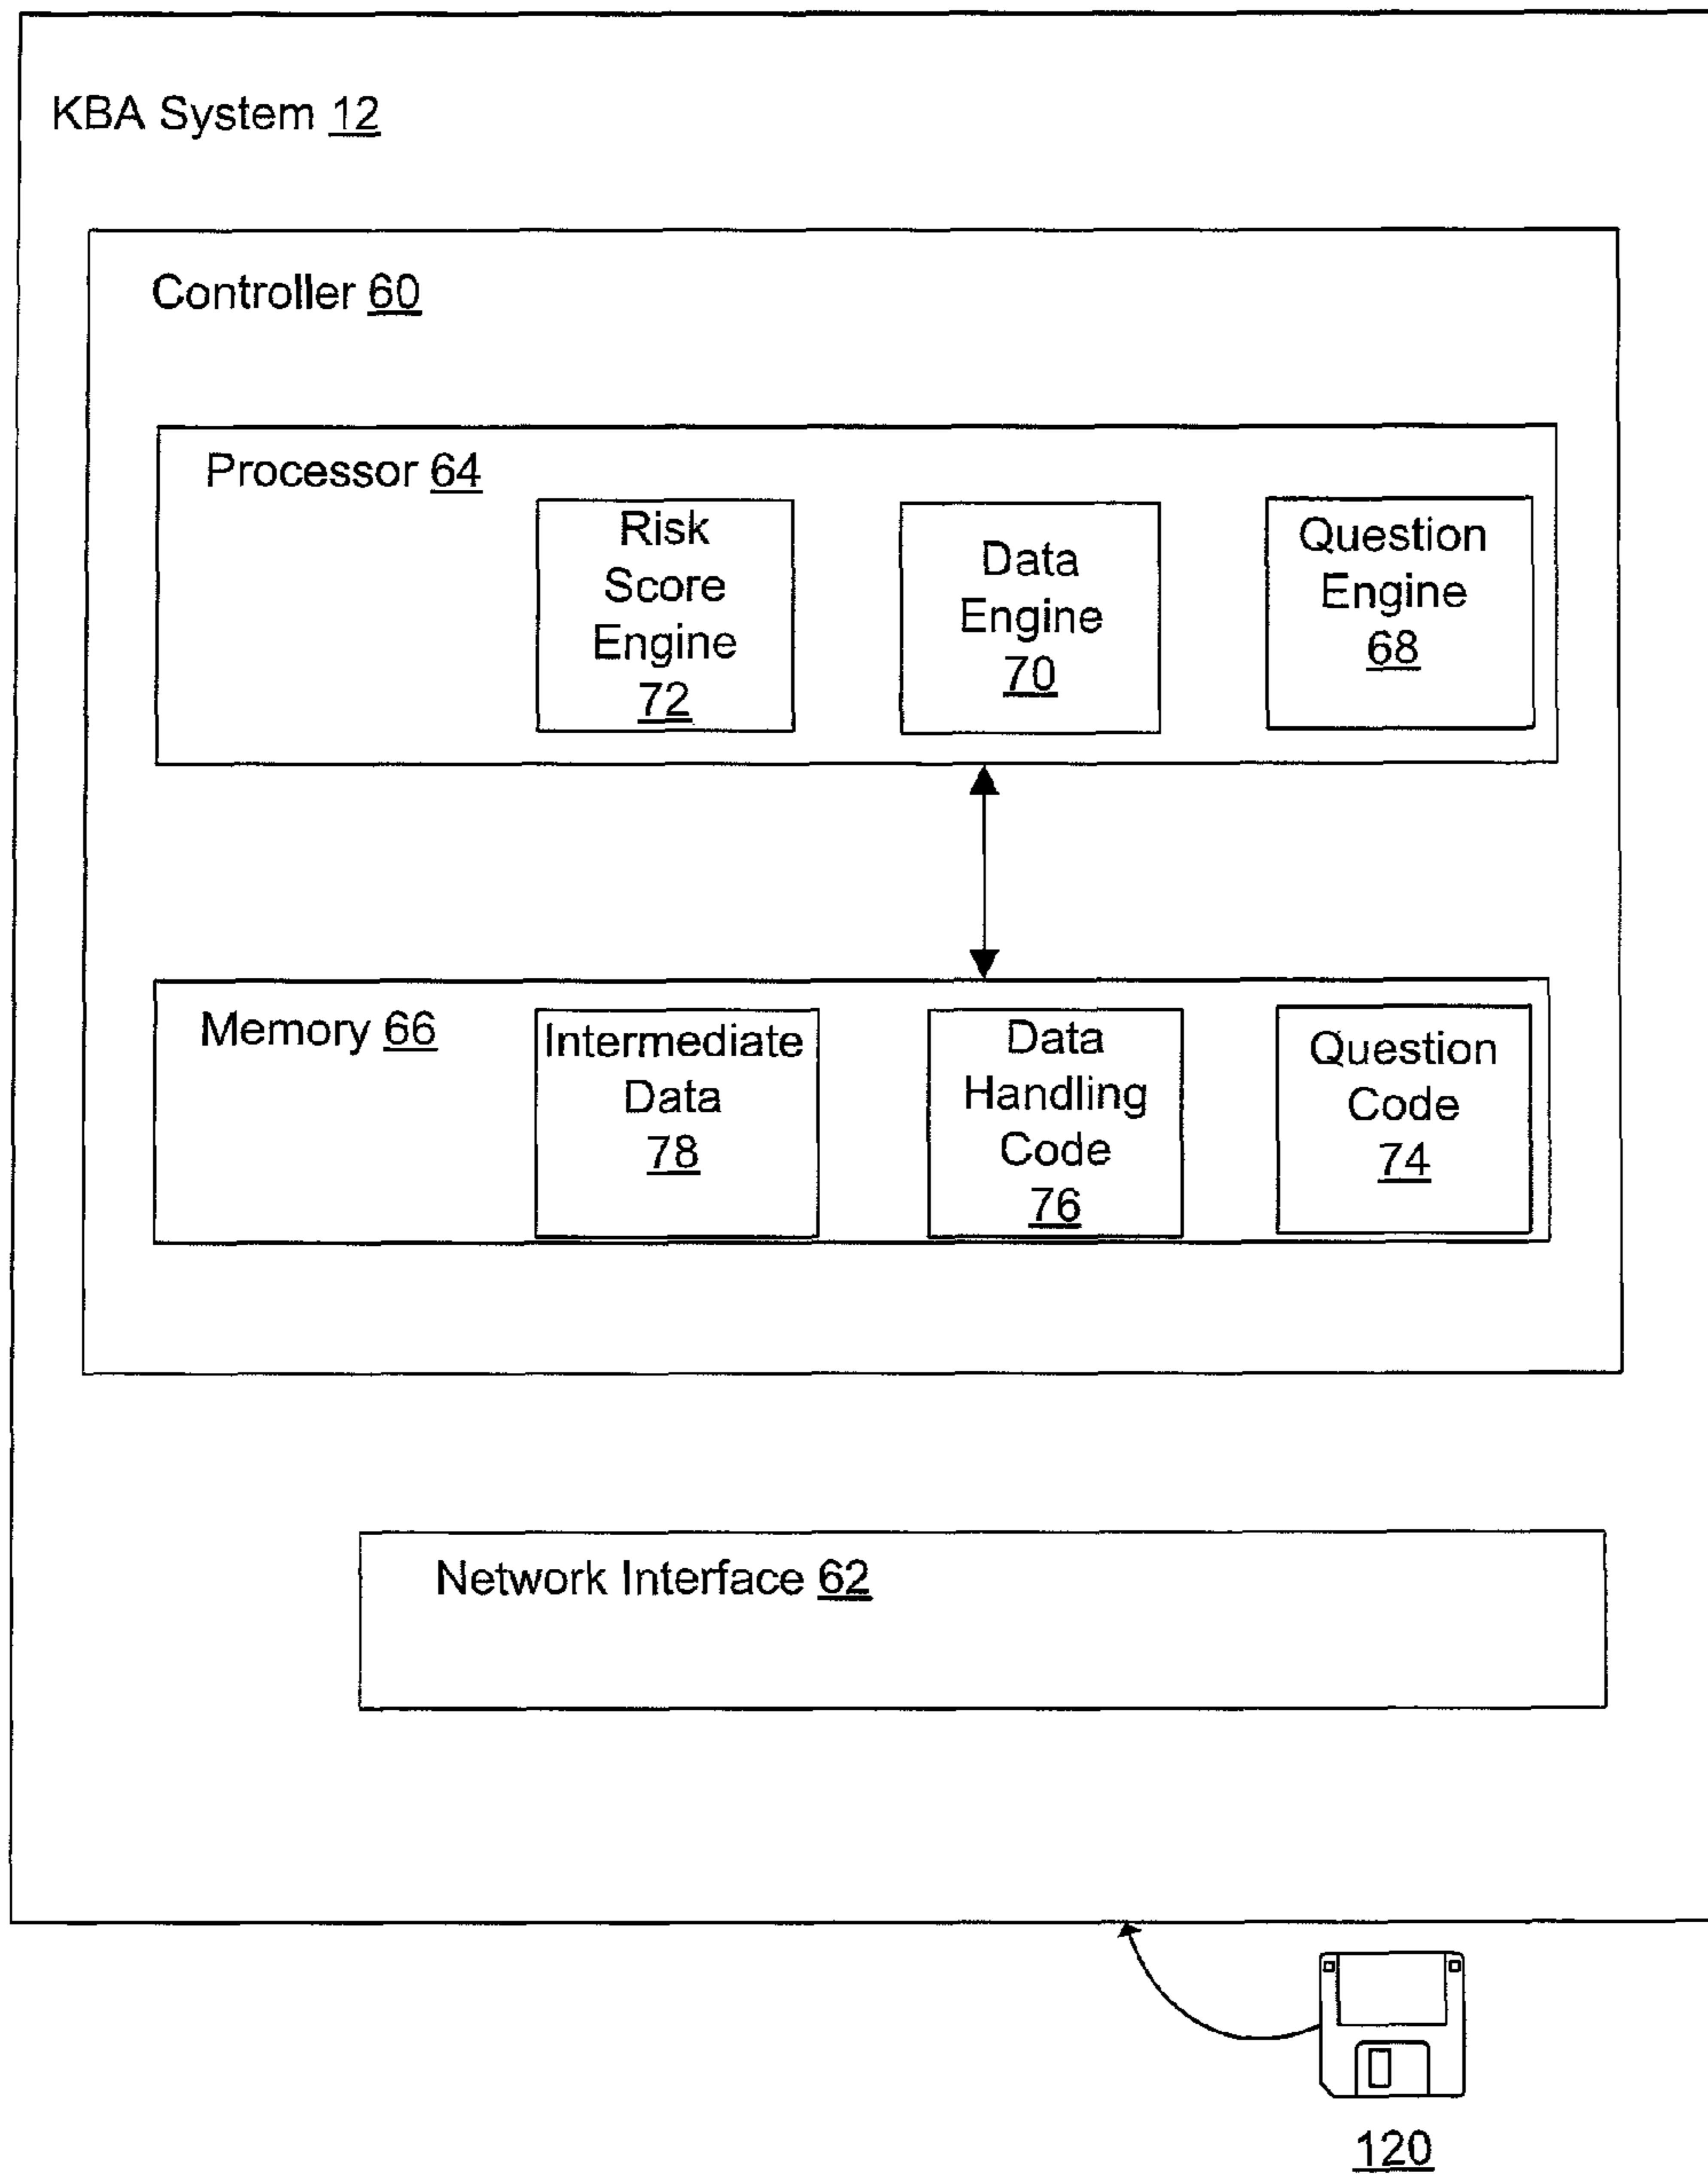 KBA System 12
Controller 60
Processor 64
Risk
Score
Engine
72
Data
Engine
70
Question
Engine
68
Memory 66
Intermediate
Data
78
Data
Handling
Code
76
Question
Code
74
Network Interface 62
120